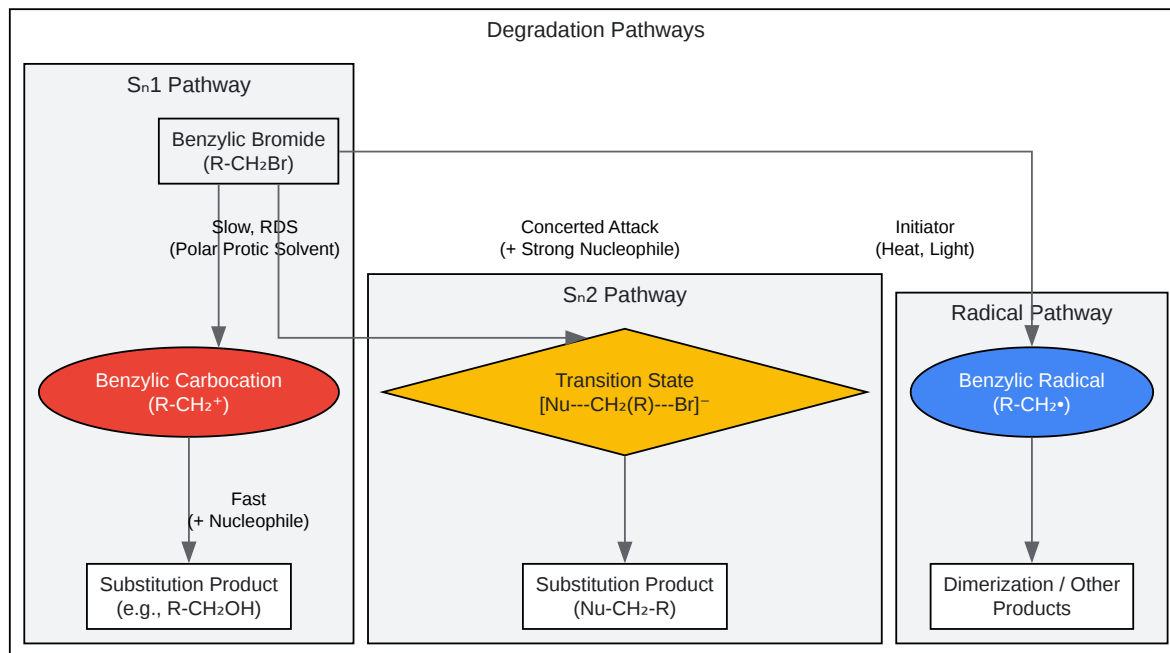 Degradation Pathways
Sₙ1 Pathway
Benzylic Bromide
(R-CH₂Br)
Slow, RDS
(Polar Protic Solvent)
Concerted Attack
(+ Strong Nucleophile)
Initiator
(Heat, Light)
Sₙ2 Pathway
Radical Pathway
Benzylic Carbocation
(R-CH₂⁺)
Transition State
[Nu---CH₂(R)---Br]⁻
Benzylic Radical
(R-CH₂•)
Fast
(+ Nucleophile)
Substitution Product
(e.g., R-CH₂OH)
Substitution Product
(Nu-CH₂-R)
Dimerization / Other
Products